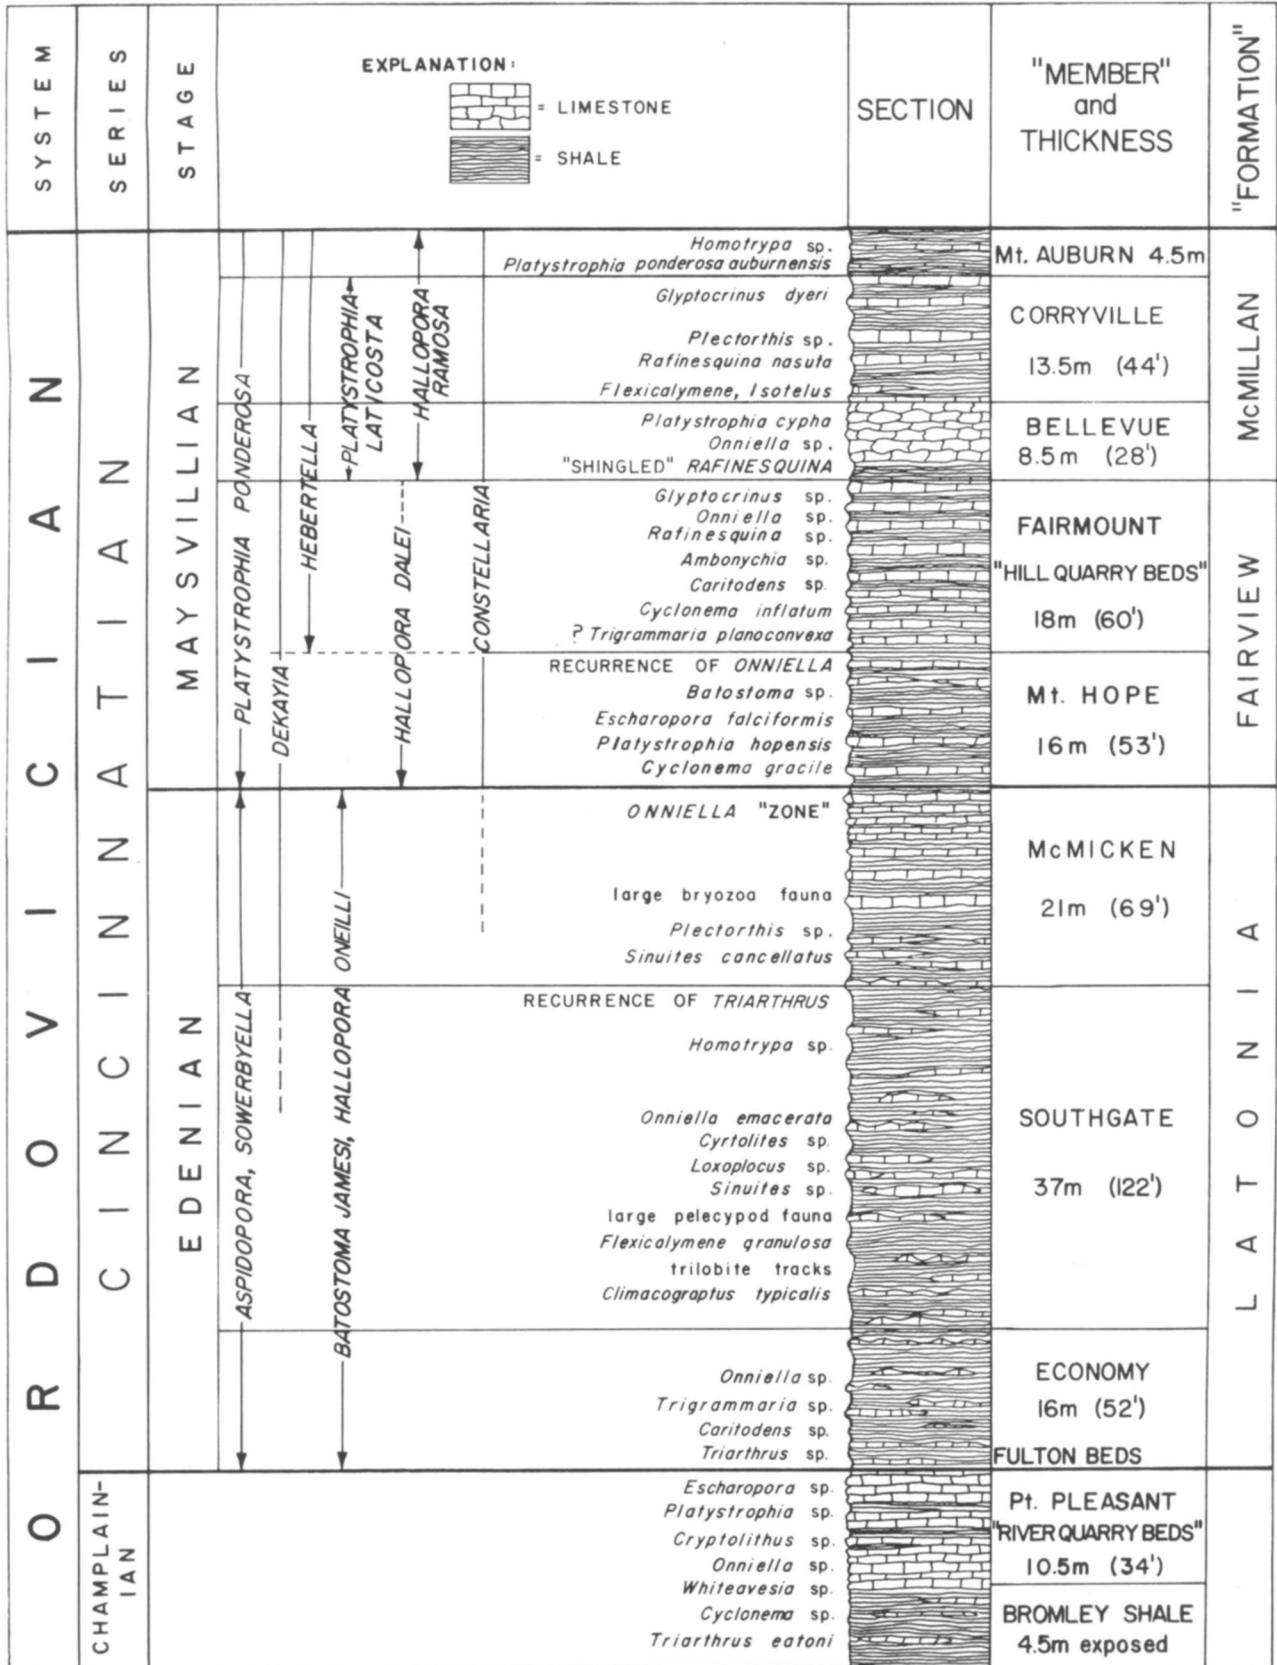 SYSTEM
SERIES
STAGE
EXPLANATION:
= LIMESTONE
= SHALE
SECTION
"MEMBER"
and
THICKNESS
"FORMATION"
ORDOVICIAN
CINCINNATIAN
CHAMPLAIN-
IAN
MAYSVILLIAN
EDENIAN
PLATYSTROPHIA PONDEROSA
DEKAYIA
HEBERTELLA
PLATYSTROPHIA
LATICOSTA
HALLOPORA
RAMOSA
HALLOPORA DALEI
CONSTELLARIA
ASPIDOPORA, SOWERBYELLA
BATOSTOMA JAMESI, HALLOPORA ONEILLI
Homotrypa sp.
Platystrophia ponderosa auburnensis
Glyptocrinus dyeri
Plectorthis sp.
Rafinesquina nasuta
Flexicalymene, Isotelus
Platystrophia cypha
Onniella sp.
"SHINGLED" RAFINESQUINA
Glyptocrinus sp.
Onniella sp.
Rafinesquina sp.
Ambonychia sp.
Caritodens sp.
Cyclonema inflatum
? Trigrammaria planoconvexa
RECURRENCE OF ONNIELLA
Batostoma sp.
Escharopora falciformis
Platystrophia hopensis
Cyclonema gracile
ONNIELLA "ZONE"
large bryozoa fauna
Plectorthis sp.
Sinuites cancellatus
RECURRENCE OF TRIARTHRUS
Homotrypa sp.
Onniella emacerata
Cyrtolites sp.
Loxoplocus sp.
Sinuites sp.
large pelecypod fauna
Flexicalymene granulosa
trilobite tracks
Climacograptus typicalis
Onniella sp.
Trigrammaria sp.
Caritodens sp.
Triarthrus sp.
Escharopora sp.
Platystrophia sp.
Cryptolithus sp.
Onniella sp.
Whiteavesia sp.
Cyclonema sp.
Triarthrus eatoni
Mt. AUBURN 4.5m
CORRYVILLE
13.5m (44')
BELLEVUE
8.5m (28')
FAIRMOUNT
"HILL QUARRY BEDS"
18m (60')
Mt. HOPE
16m (53')
McMICKEN
21m (69')
SOUTHGATE
37m (122')
ECONOMY
16m (52')
FULTON BEDS
Pt. PLEASANT
"RIVER QUARRY BEDS"
10.5m (34')
BROMLEY SHALE
4.5m exposed
McMILLAN
FAIRVIEW
LATONIA